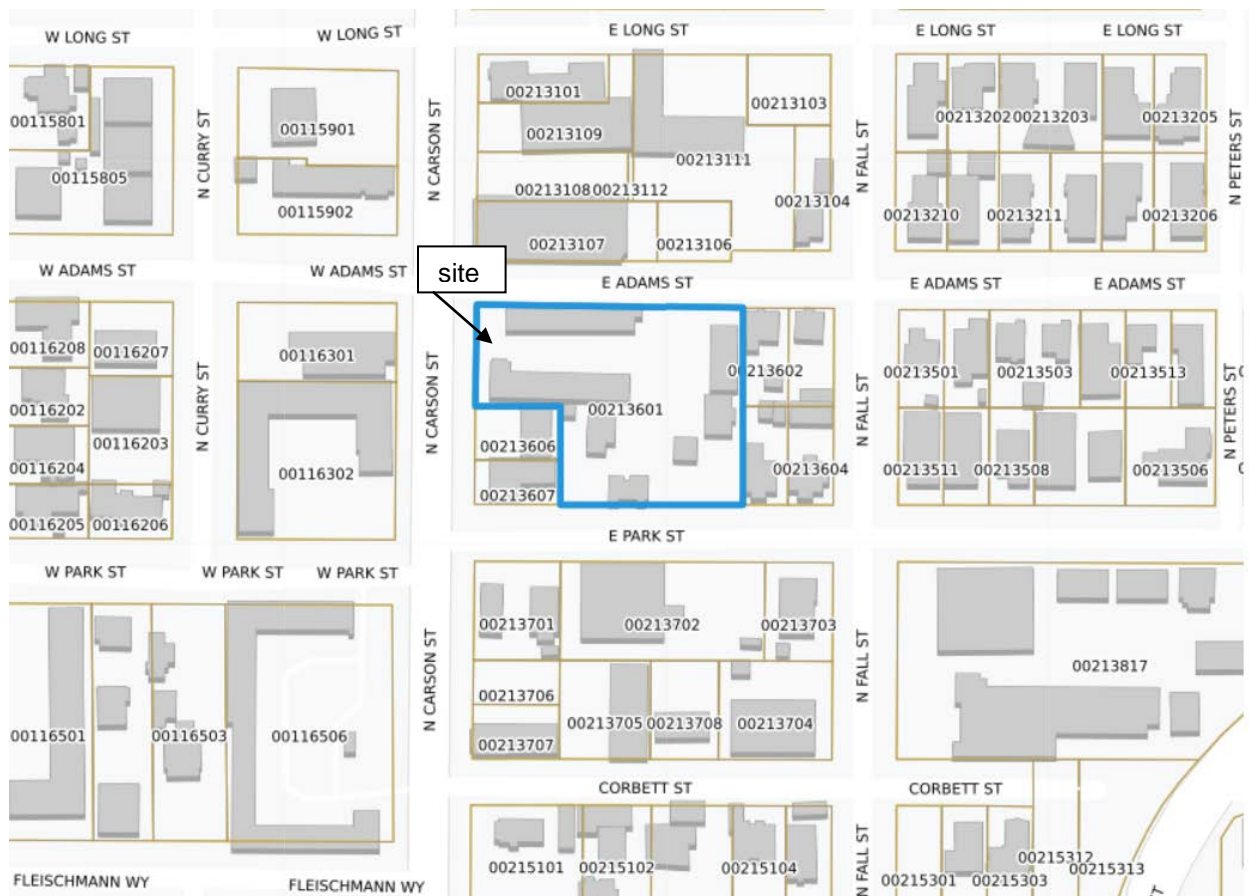 W LONG ST
W LONG ST
E LONG ST
E LONG ST
E LONG ST
00115801
00115901
00213101
00213109
00213103
00213111
00213202
00213203
00213205
N CURRY ST
N CARSON ST
N FALL ST
N PETERS ST
00115805
00115902
00213108
00213112
00213104
00213107
00213106
00213210
00213211
00213206
W ADAMS ST
W ADAMS ST
site
E ADAMS ST
E ADAMS ST
E ADAMS ST
00116208
00116207
00116301
00213602
00213501
00213503
00213513
00116202
00116203
N CURRY ST
N CARSON ST
00213601
N FALL ST
N PETERS ST
00116204
00116302
00213606
00213604
00213511
00213508
00213506
00116205
00116206
00213607
E PARK ST
W PARK ST
W PARK ST
W PARK ST
00213701
00213702
00213703
N CARSON ST
N FALL ST
00213817
00213706
00116501
00116503
00116506
00213705
00213708
00213704
00213707
CORBETT ST
CORBETT ST
00215101
00215102
00215104
N FALL ST
00215301
00215303
00215312
00215313
FLEISCHMANN WY
FLEISCHMANN WY